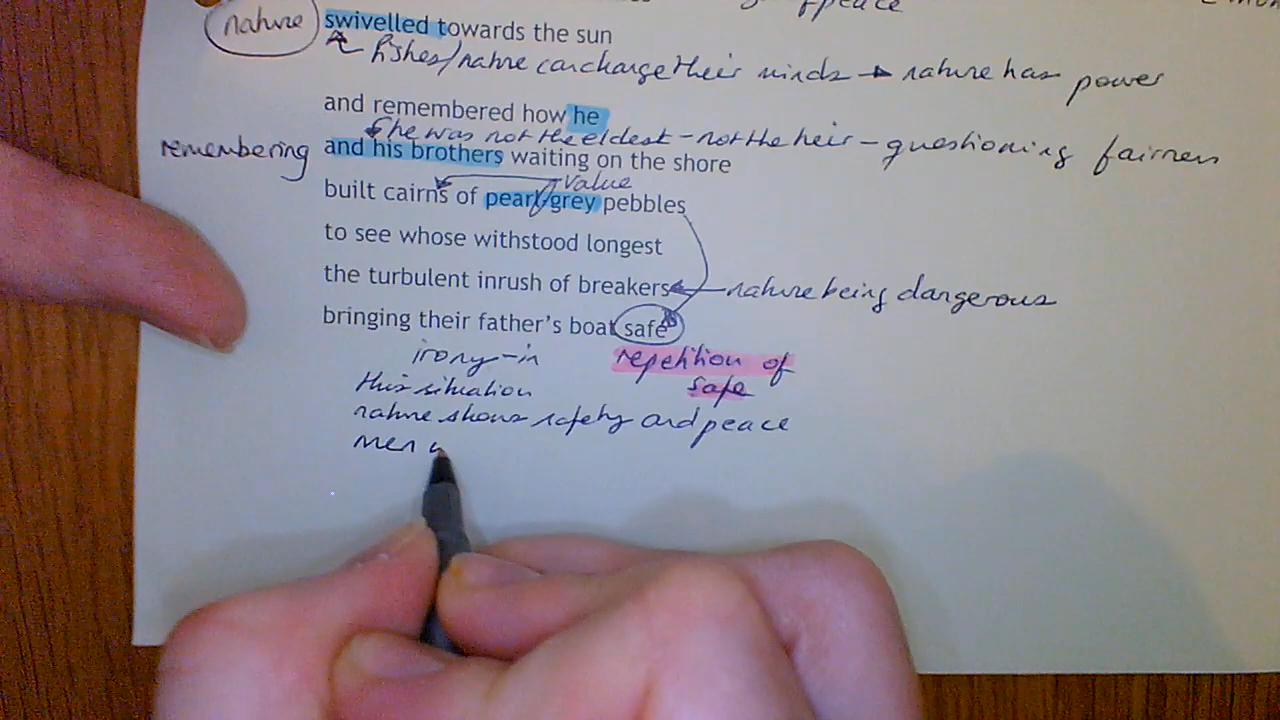 peace
nature swivelled towards the sun
fishes/nature can change their minds → nature has power
and remembered how he
he was not the eldest - not the heir - questioning fairness
remembering and his brothers waiting on the shore
value
built cairns of pearl/grey pebbles
to see whose withstood longest
the turbulent inrush of breakers nature being dangerous
bringing their father's boat safe
irony - in repetition of
this situation safe
nature shows safety and peace
men